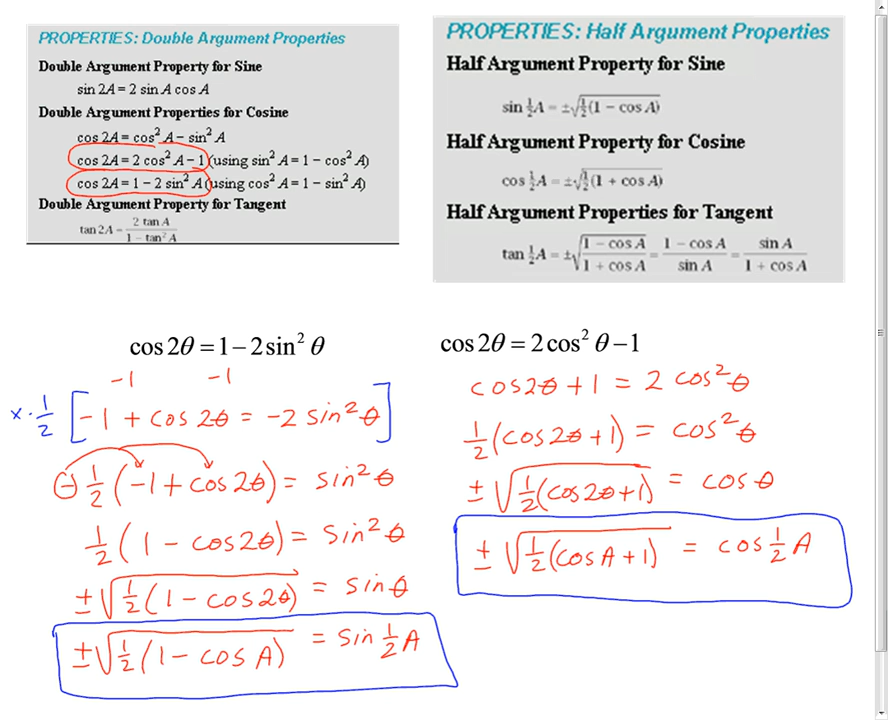 PROPERTIES: Double Argument Properties
Double Argument Property for Sine
sin 2A = 2 sin A cos A
Double Argument Properties for Cosine
cos 2A = cos² A − sin² A
cos 2A = 2 cos² A − 1 (using sin² A = 1 − cos² A)
cos 2A = 1 − 2 sin² A (using cos² A = 1 − sin² A)
Double Argument Property for Tangent
tan 2A = 2 tan A / 1 − tan² A
PROPERTIES: Half Argument Properties
Half Argument Property for Sine
sin ½A = ±√½(1 − cos A)
Half Argument Property for Cosine
cos ½A = ±√½(1 + cos A)
Half Argument Properties for Tangent
tan ½A = ±√(1 − cos A / 1 + cos A) = 1 − cos A / sin A = sin A / 1 + cos A
cos 2θ = 1 − 2 sin² θ
−1 −1
x · ½ [−1 + cos 2θ = −2 sin² θ]
− ½ (−1 + cos 2θ) = sin² θ
½ (1 − cos 2θ) = sin² θ
±√½ (1 − cos 2θ) = sin θ
±√½ (1 − cos A) = sin ½ A
cos 2θ = 2 cos² θ − 1
cos 2θ + 1 = 2 cos² θ
½ (cos 2θ + 1) = cos² θ
± √½ (cos 2θ + 1) = cos θ
± √½ (cos A + 1) = cos ½ A